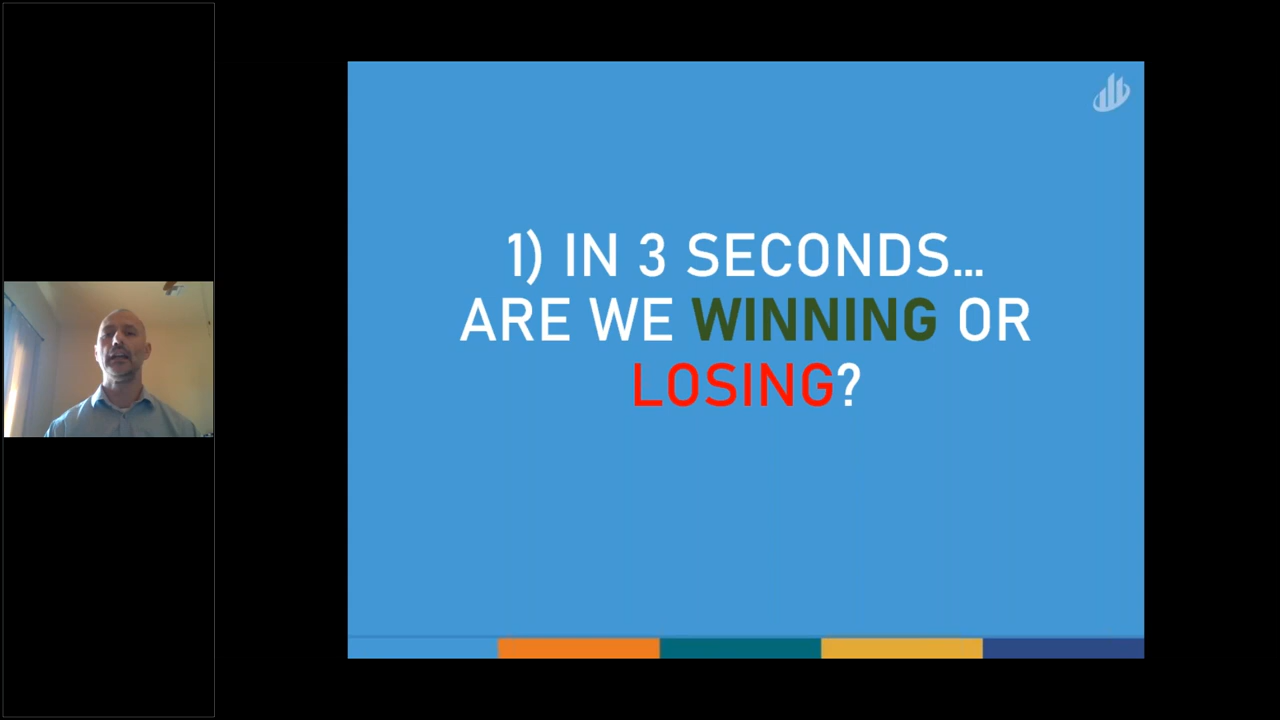 1) IN 3 SECONDS...
ARE WE WINNING OR
LOSING?